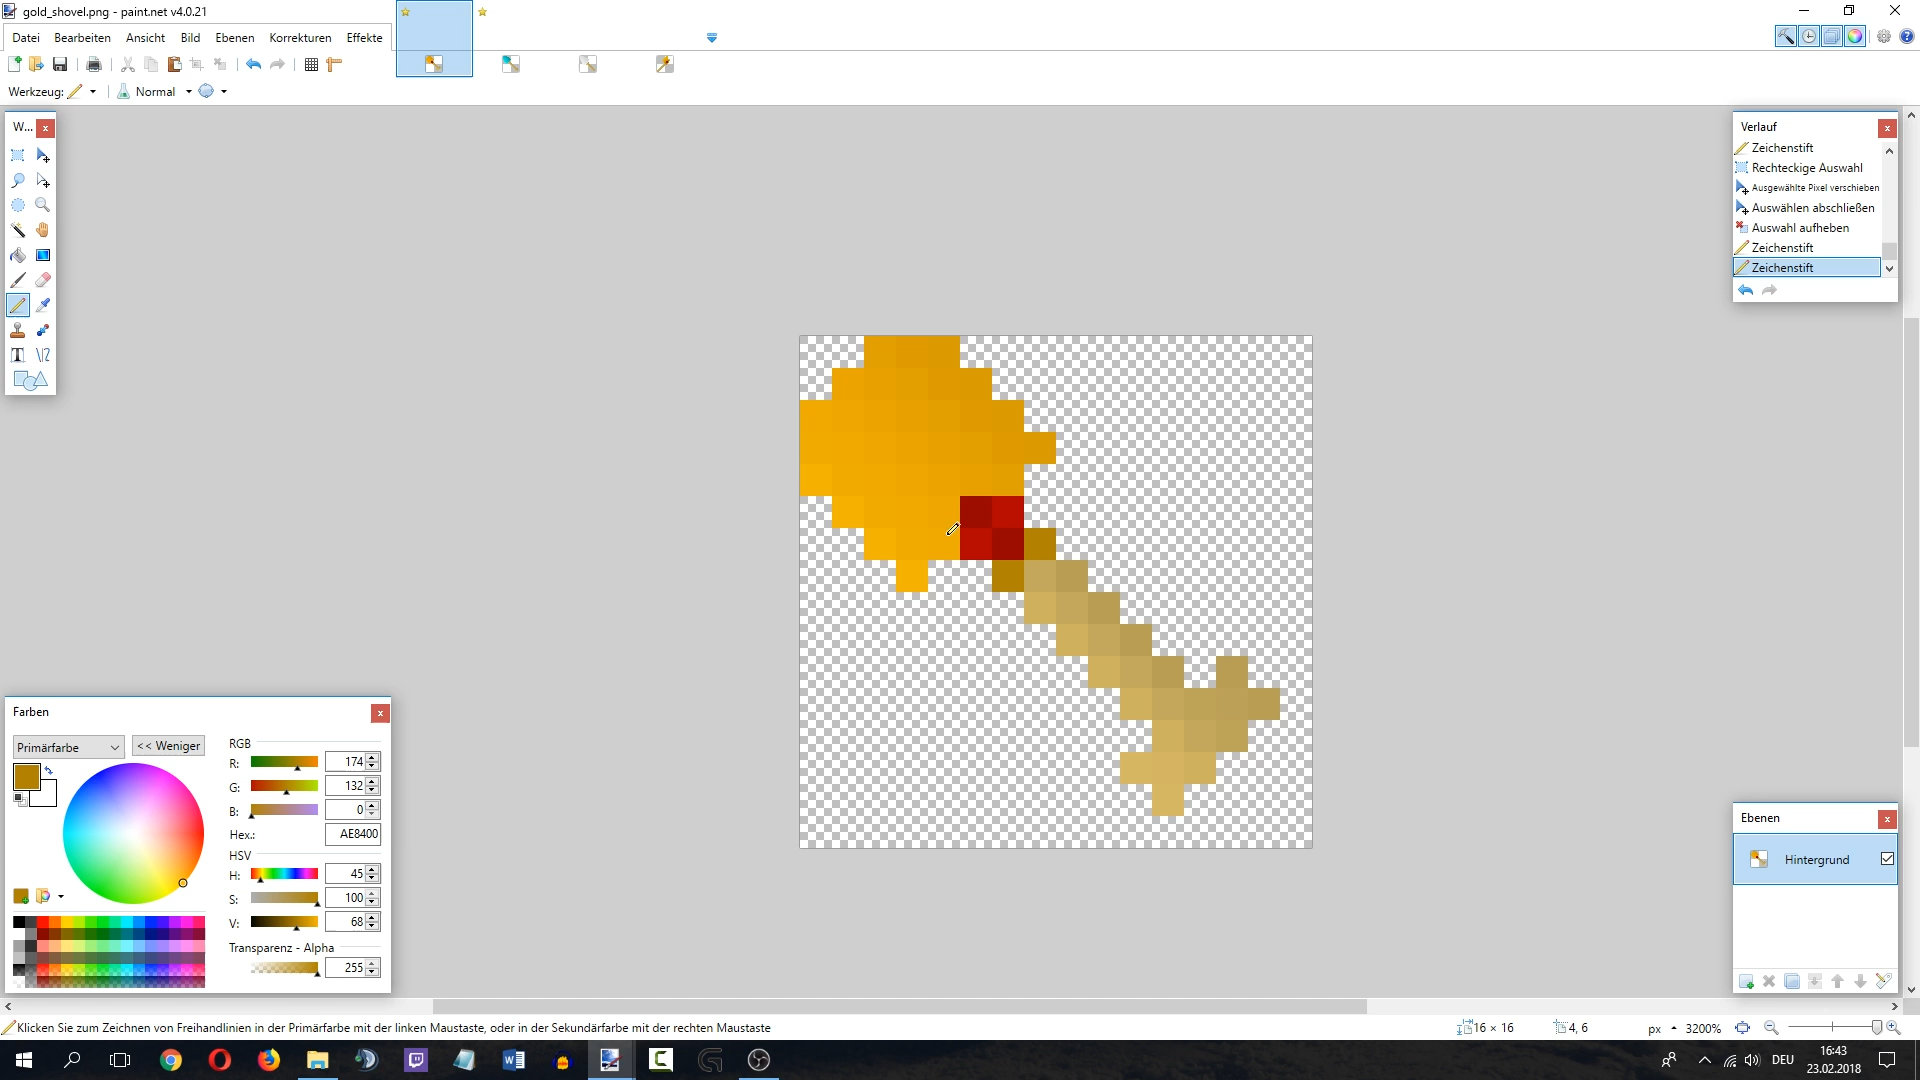 gold_shovel.png - paint.net v4.0.21
Datei Bearbeiten Ansicht Bild Ebenen Korrekturen Effekte
Werkzeug: Normal
W...
Verlauf
Zeichenstift
Rechteckige Auswahl
Ausgewählte Pixel verschieben
Auswählen abschließen
Auswahl aufheben
Zeichenstift
Zeichenstift
Farben
Primärfarbe << Weniger
RGB
R: 174
G: 132
B: 0
Hex.: AE8400
HSV
H: 45
S: 100
V: 68
Transparenz - Alpha
255
Ebenen
Hintergrund
Klicken Sie zum Zeichnen von Freihandlinien in der Primärfarbe mit der linken Maustaste, oder in der Sekundärfarbe mit der rechten Maustaste
16 × 16 4, 6 px 3200%
DEU 16:43
23.02.2018